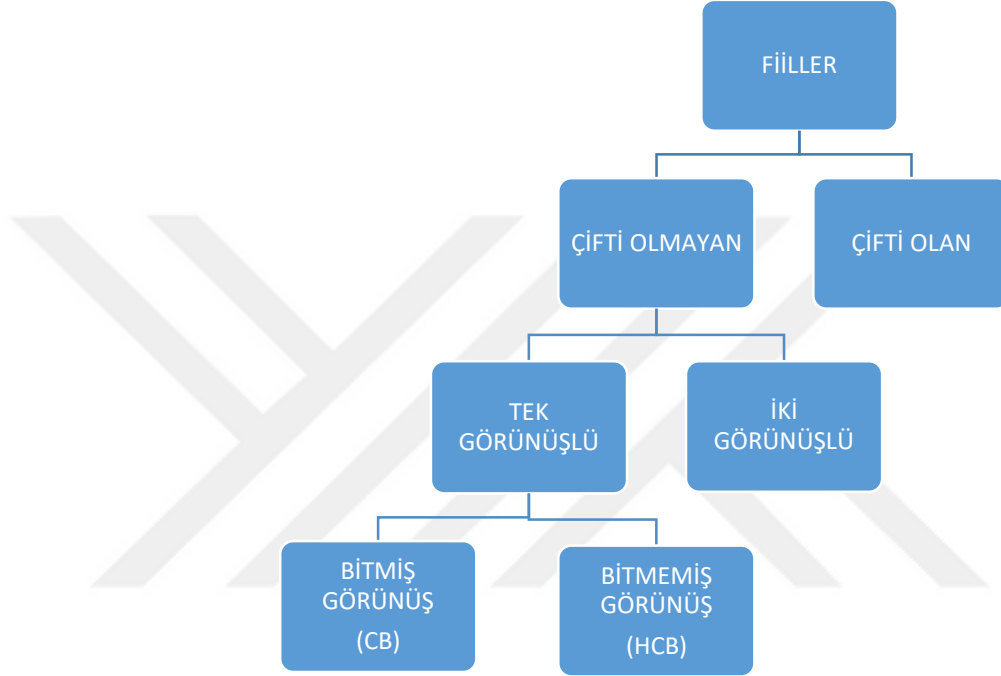 FİİLLER
ÇİFTİ OLMAYAN
ÇİFTİ OLAN
TEK
GÖRÜNÜŞLÜ
İKİ
GÖRÜNÜŞLÜ
BİTMİŞ
GÖRÜNÜŞ
(CB)
BİTMEMİŞ
GÖRÜNÜŞ
(HCB)